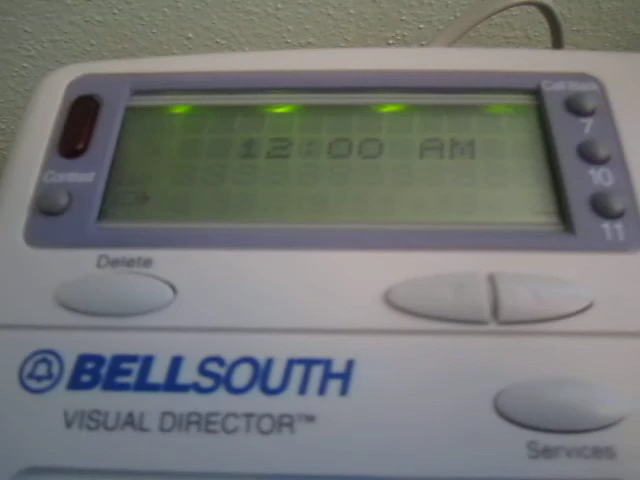 Call Back
7
12:00 AM
Contrast
10
11
Delete
BELLSOUTH
VISUAL DIRECTOR™
Services